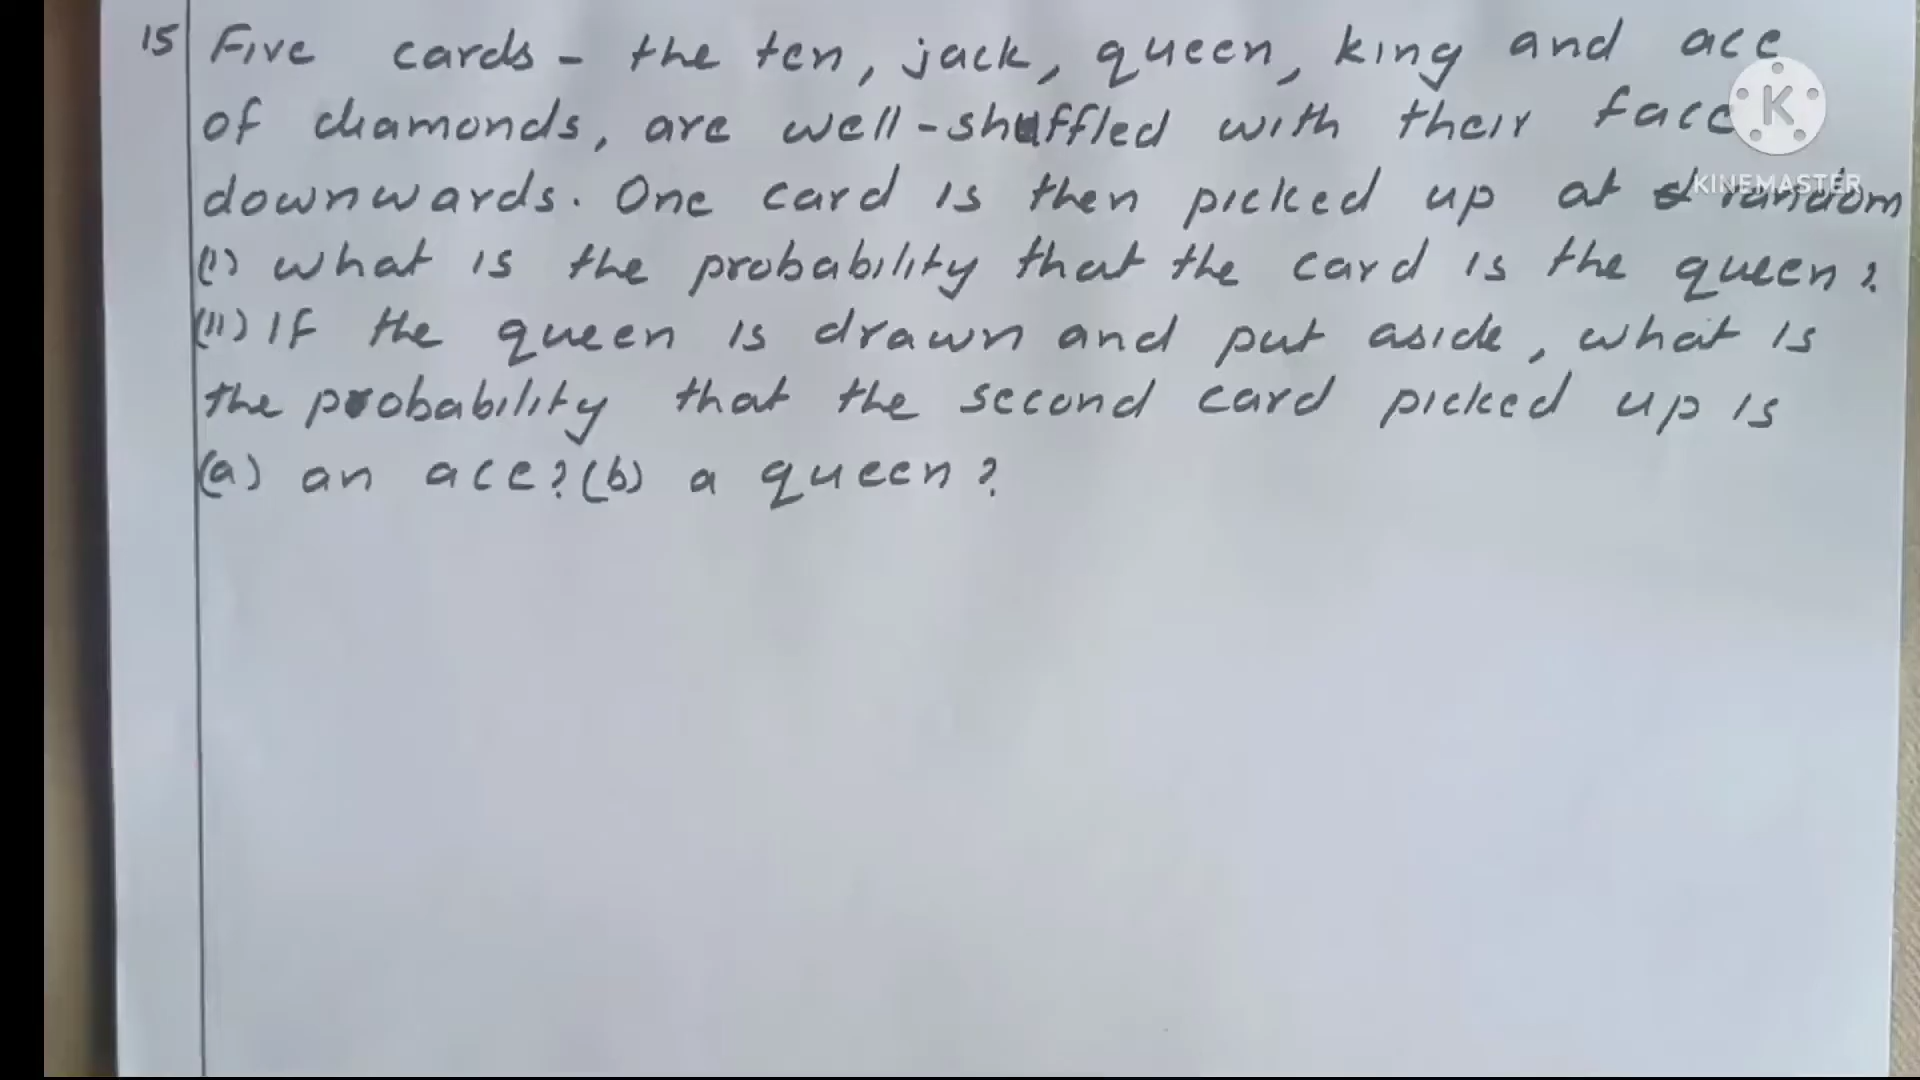 15 Five cards - the ten, jack, queen, king and ace
of diamonds, are well-shuffled with their face
downwards. One card is then picked up at random
(i) what is the probability that the card is the queen?
(ii) If the queen is drawn and put aside, what is
the probability that the second card picked up is
(a) an ace? (b) a queen?
K
KINEMASTER